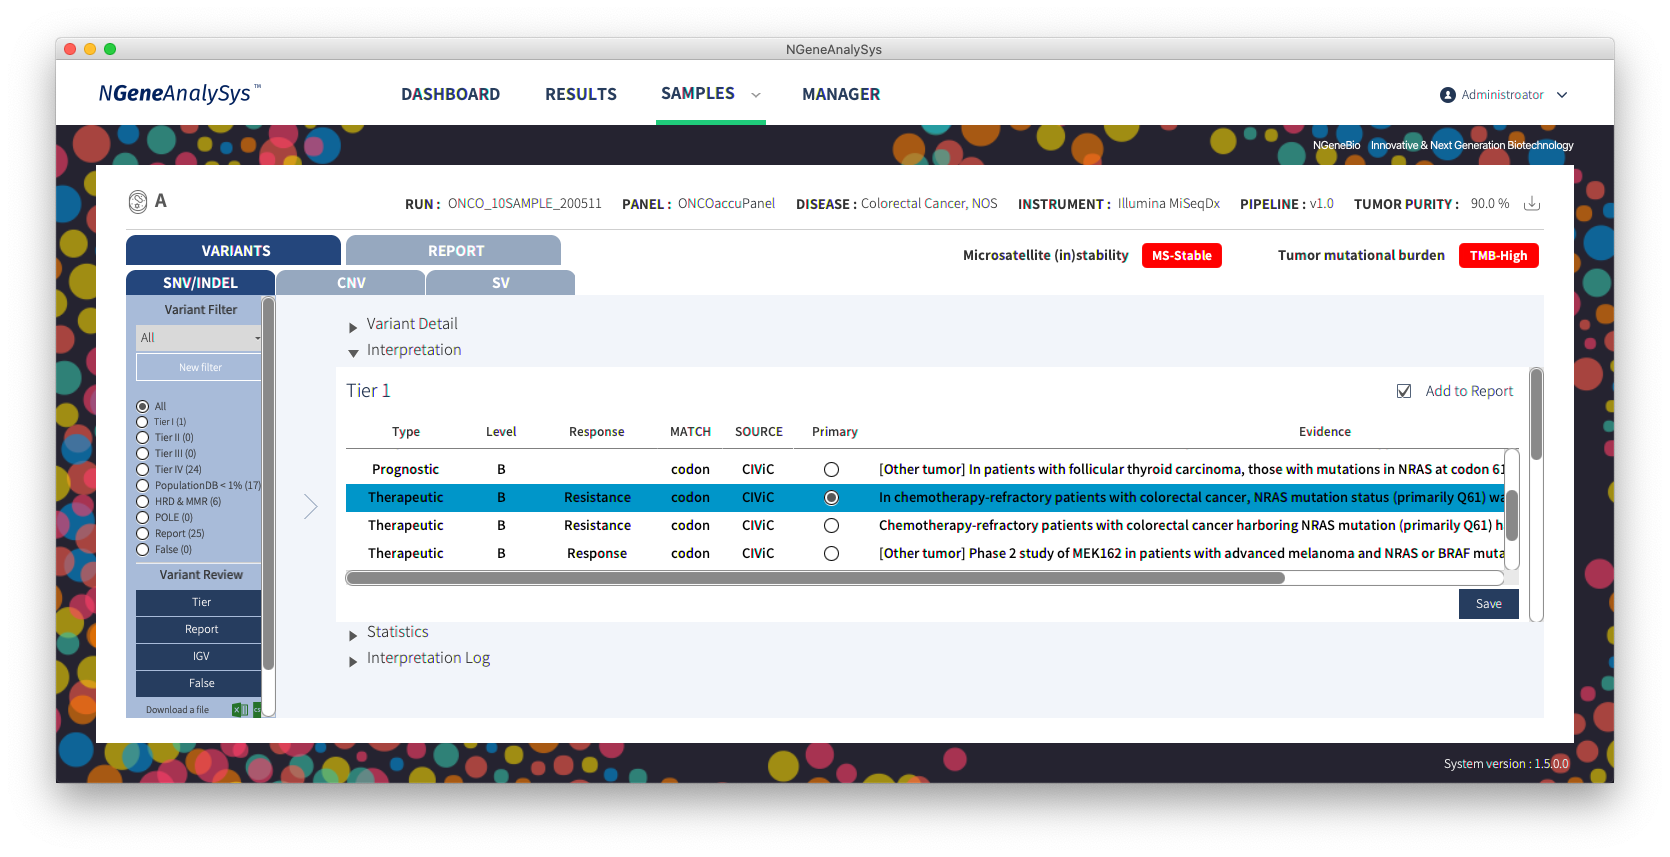 NGeneAnalySys
NGeneAnalySys™ DASHBOARD RESULTS SAMPLES MANAGER Administroator
NGeneBio Innovative & Next Generation Biotechnology
A RUN : ONCO_10SAMPLE_200511 PANEL : ONCOaccuPanel DISEASE : Colorectal Cancer, NOS INSTRUMENT : Illumina MiSeqDx PIPELINE : v1.0 TUMOR PURITY : 90.0 %
VARIANTS REPORT Microsatellite (in)stability MS-Stable Tumor mutational burden TMB-High
SNV/INDEL CNV SV
Variant Filter
All
New filter
All
Tier I (1)
Tier II (0)
Tier III (0)
Tier IV (24)
PopulationDB < 1% (17)
HRD & MMR (6)
POLE (0)
Report (25)
False (0)
Variant Review
Tier
Report
IGV
False
Download a file
Variant Detail
Interpretation
Tier 1 Add to Report
Type Level Response MATCH SOURCE Primary Evidence
Prognostic B codon CIViC [Other tumor] In patients with follicular thyroid carcinoma, those with mutations in NRAS at codon 61
Therapeutic B Resistance codon CIViC In chemotherapy-refractory patients with colorectal cancer, NRAS mutation status (primarily Q61) wa
Therapeutic B Resistance codon CIViC Chemotherapy-refractory patients with colorectal cancer harboring NRAS mutation (primarily Q61) h
Therapeutic B Response codon CIViC [Other tumor] Phase 2 study of MEK162 in patients with advanced melanoma and NRAS or BRAF muta
Save
Statistics
Interpretation Log
System version : 1.5.0.0